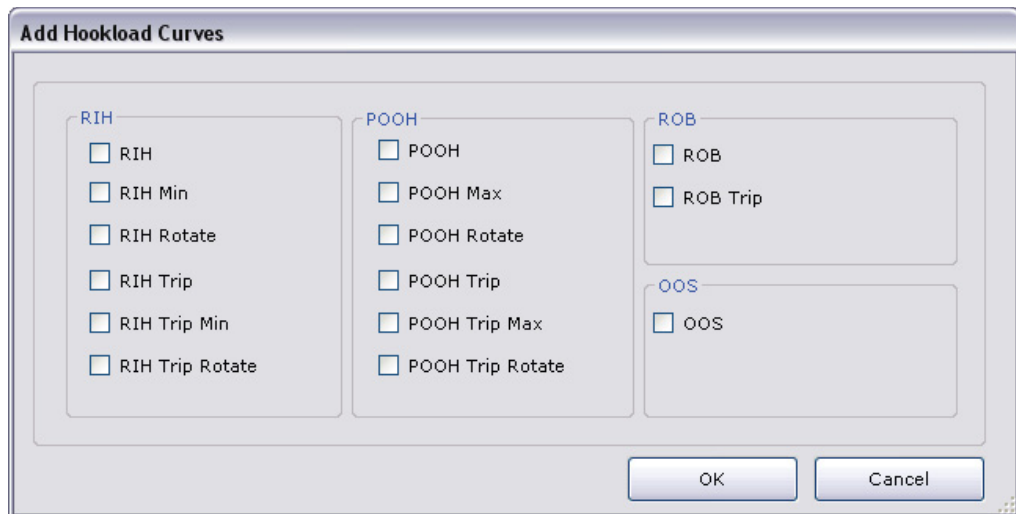 Add Hookload Curves
RIH
RIH
RIH Min
RIH Rotate
RIH Trip
RIH Trip Min
RIH Trip Rotate
POOH
POOH
POOH Max
POOH Rotate
POOH Trip
POOH Trip Max
POOH Trip Rotate
ROB
ROB
ROB Trip
OOS
OOS
OK
Cancel